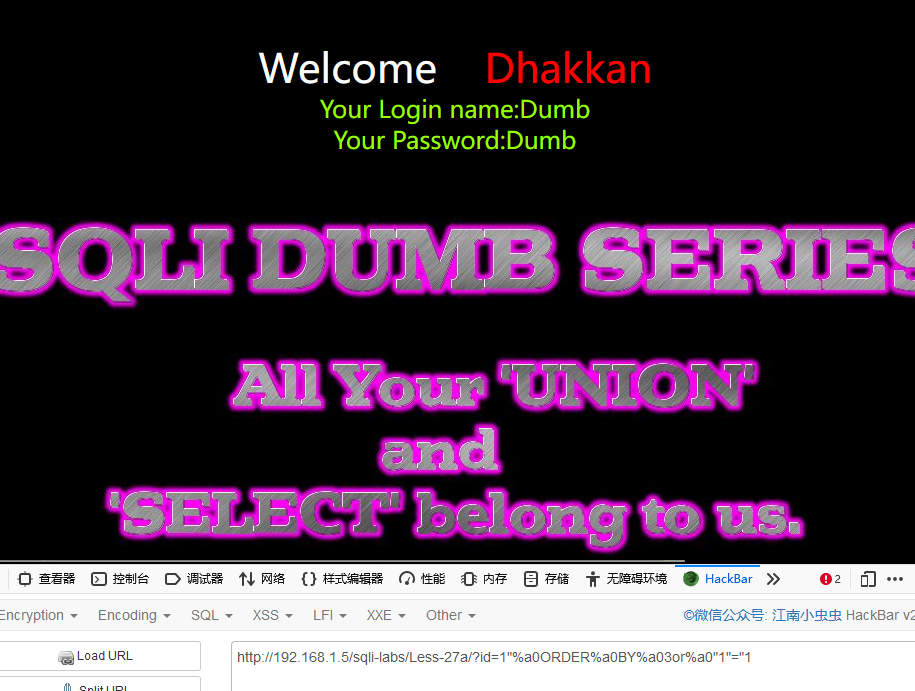 Welcome Dhakkan
Your Login name:Dumb
Your Password:Dumb
SQLI DUMB SERIES
All Your 'UNION'
and
'SELECT' belong to us.
查看器 控制台 调试器 网络 {} 样式编辑器 性能 内存 存储 无障碍环境 HackBar 2
Encryption Encoding SQL XSS LFI XXE Other ©微信公众号: 江南小虫虫 HackBar v2
Load URL
http://192.168.1.5/sqli-labs/Less-27a/?id=1"%a0ORDER%a0BY%a03or%a0"1"="1
Split URL